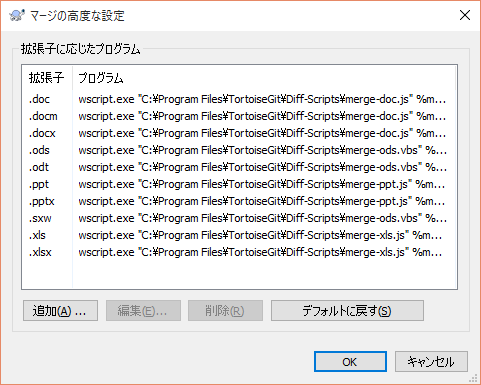 マージの高度な設定
拡張子に応じたプログラム
拡張子 プログラム
.doc wscript.exe "C:¥Program Files¥TortoiseGit¥Diff-Scripts¥merge-doc.js" %m...
.docm wscript.exe "C:¥Program Files¥TortoiseGit¥Diff-Scripts¥merge-doc.js" %m...
.docx wscript.exe "C:¥Program Files¥TortoiseGit¥Diff-Scripts¥merge-doc.js" %m...
.ods wscript.exe "C:¥Program Files¥TortoiseGit¥Diff-Scripts¥merge-ods.vbs" %...
.odt wscript.exe "C:¥Program Files¥TortoiseGit¥Diff-Scripts¥merge-ods.vbs" %...
.ppt wscript.exe "C:¥Program Files¥TortoiseGit¥Diff-Scripts¥merge-ppt.js" %m...
.pptx wscript.exe "C:¥Program Files¥TortoiseGit¥Diff-Scripts¥merge-ppt.js" %m...
.sxw wscript.exe "C:¥Program Files¥TortoiseGit¥Diff-Scripts¥merge-ods.vbs" %...
.xls wscript.exe "C:¥Program Files¥TortoiseGit¥Diff-Scripts¥merge-xls.js" %m...
.xlsx wscript.exe "C:¥Program Files¥TortoiseGit¥Diff-Scripts¥merge-xls.js" %m...
追加(A) ... 編集(E)... 削除(R) デフォルトに戻す(S)
OK キャンセル